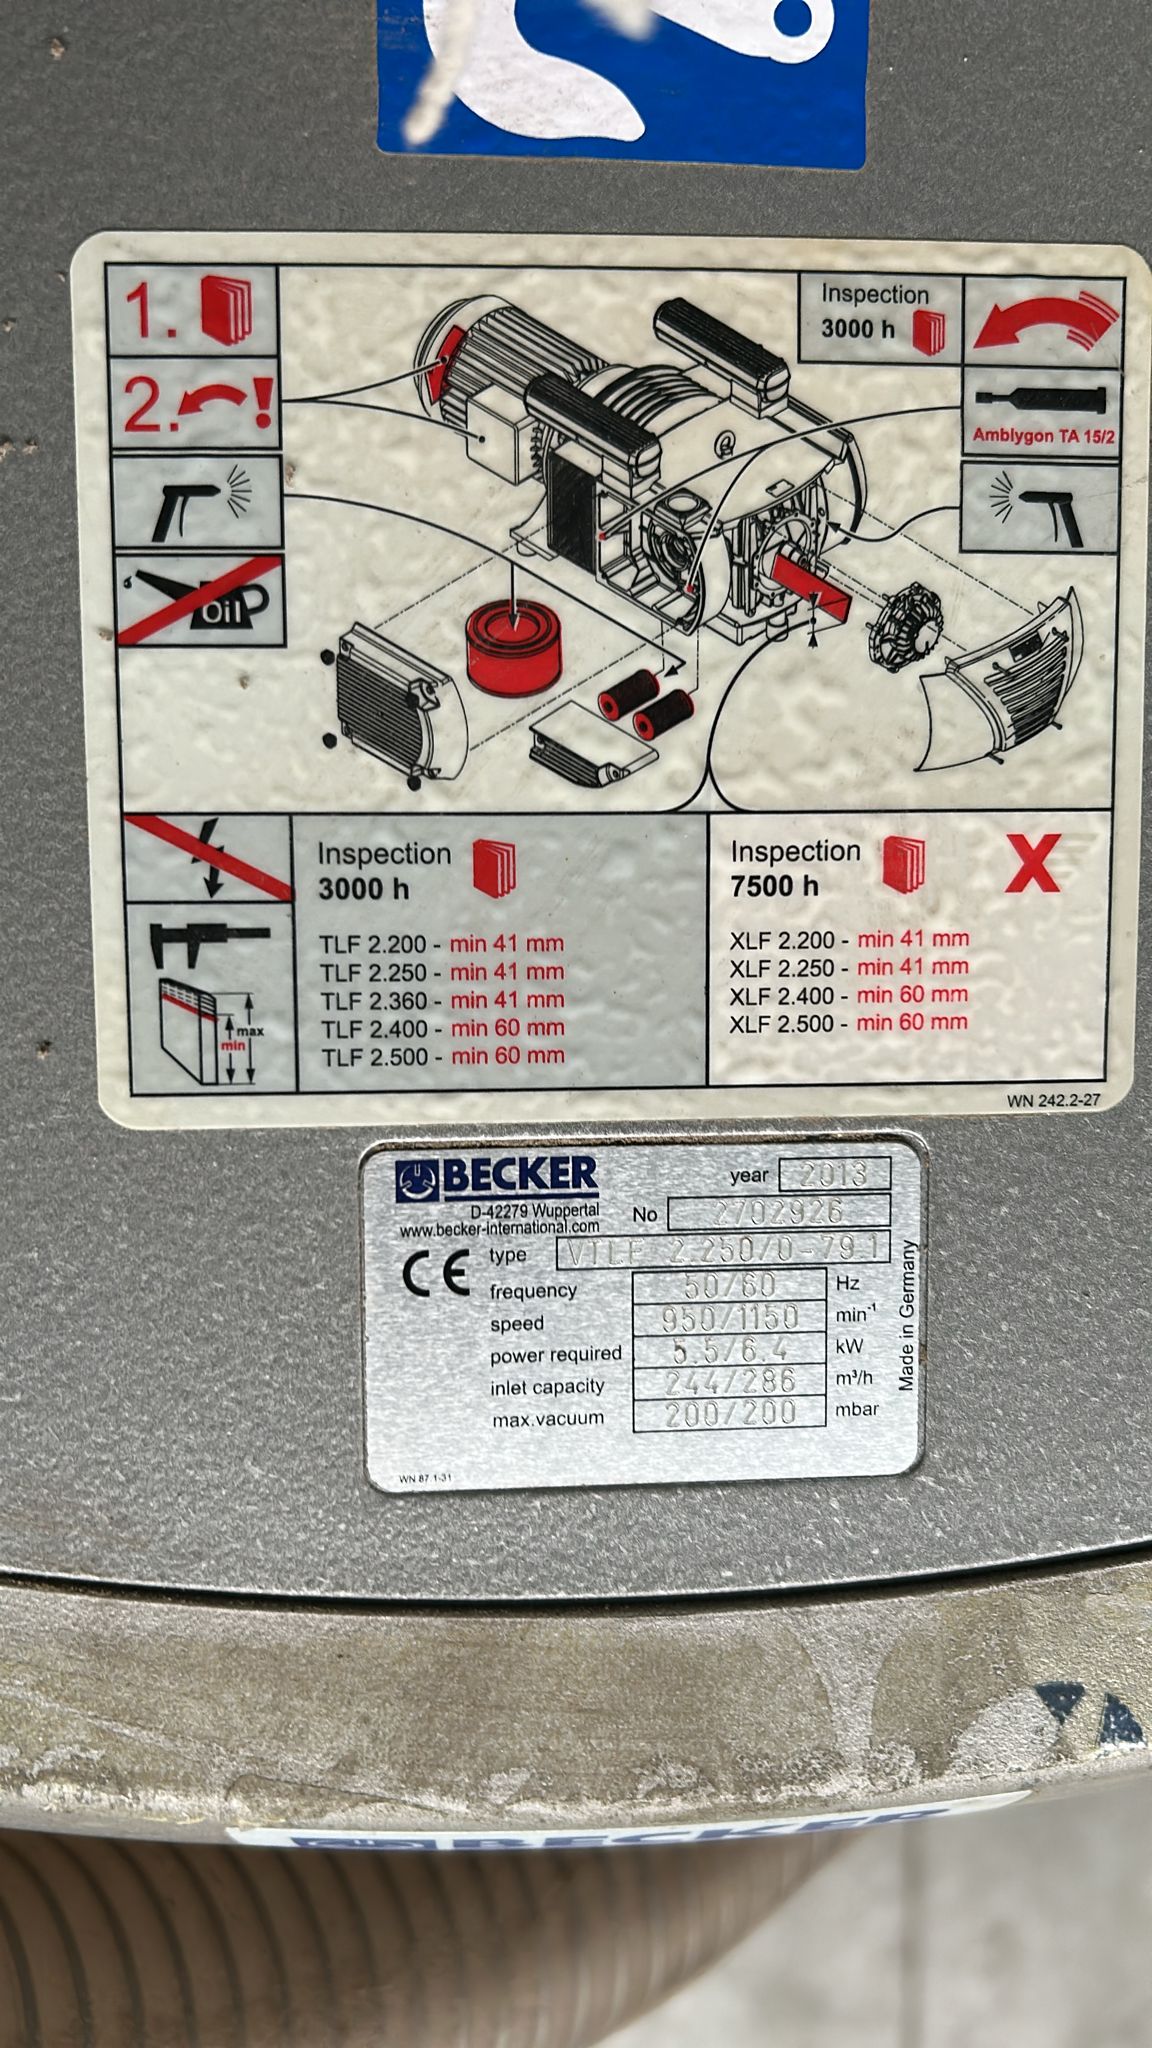 1.
2.
!
Oil
Inspection
3000 h
Amblygon TA 15/2
max
min
Inspection
3000 h
TLF 2.200 - min 41 mm
TLF 2.250 - min 41 mm
TLF 2.360 - min 41 mm
TLF 2.400 - min 60 mm
TLF 2.500 - min 60 mm
Inspection
7500 h
X
XLF 2.200 - min 41 mm
XLF 2.250 - min 41 mm
XLF 2.400 - min 60 mm
XLF 2.500 - min 60 mm
WN 242.2-27
BECKER
D-42279 Wuppertal
www.becker-international.com
year 2013
No 2702926
CE
type VTLF 2.250/0-79.1
frequency 50/60 Hz
speed 950/1150 min⁻¹
power required 5.5/6.4 kW
inlet capacity 244/286 m³/h
max.vacuum 200/200 mbar
Made in Germany
WN 87.1-31
BECKER